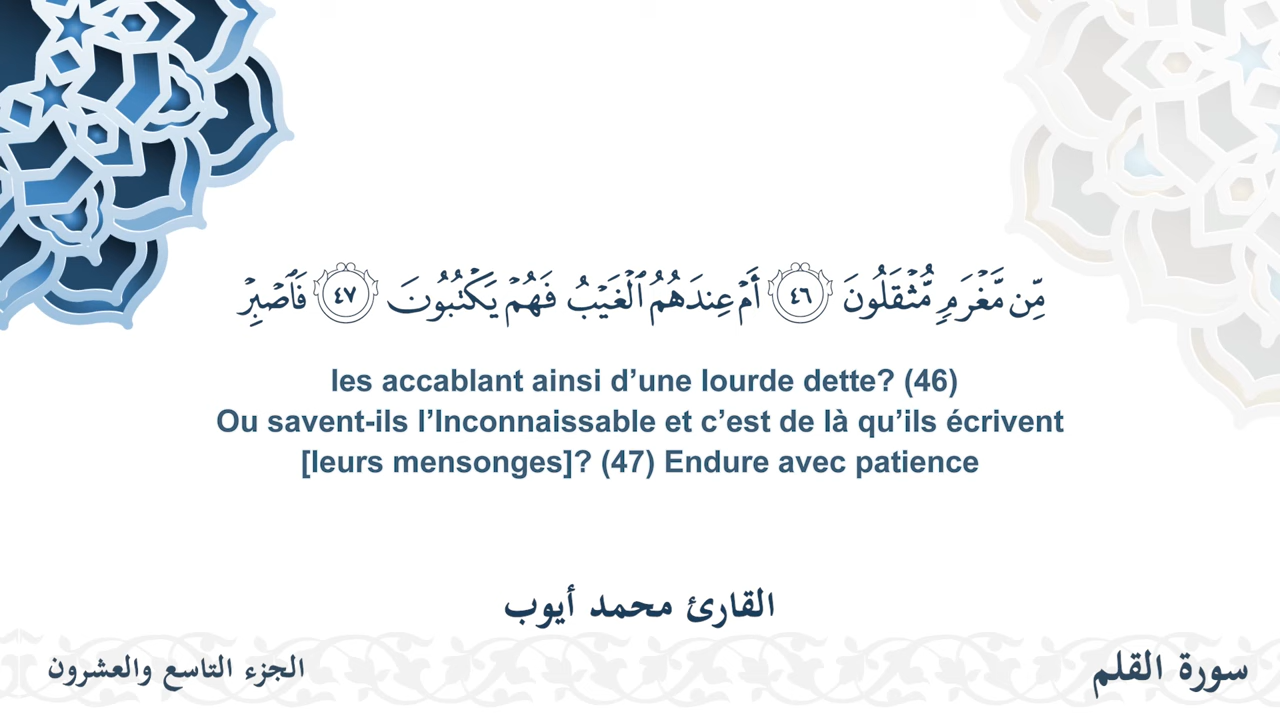 مِّن مَّغْرَمٍ مُّثْقَلُونَ ٤٦ أَمْ عِندَهُمُ ٱلْغَيْبُ فَهُمْ يَكْتُبُونَ ٤٧ فَٱصْبِرْ
les accablant ainsi d’une lourde dette? (46)
Ou savent-ils l’Inconnaissable et c’est de là qu’ils écrivent
[leurs mensonges]? (47) Endure avec patience
القارئ محمد أيوب
سورة القلم
الجزء التاسع والعشرون